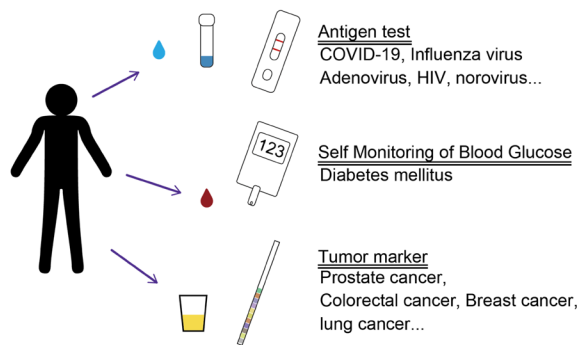 Antigen test
COVID-19, Influenza virus
Adenovirus, HIV, norovirus...
123
Self Monitoring of Blood Glucose
Diabetes mellitus
Tumor marker
Prostate cancer,
Colorectal cancer, Breast cancer,
lung cancer...